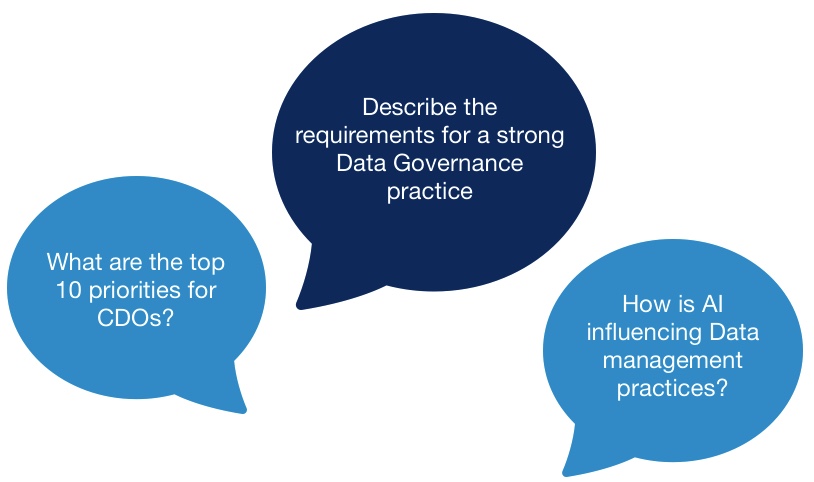 Describe the
requirements for a strong
Data Governance
practice
What are the top
10 priorities for
CDOs?
How is AI
influencing Data
management
practices?